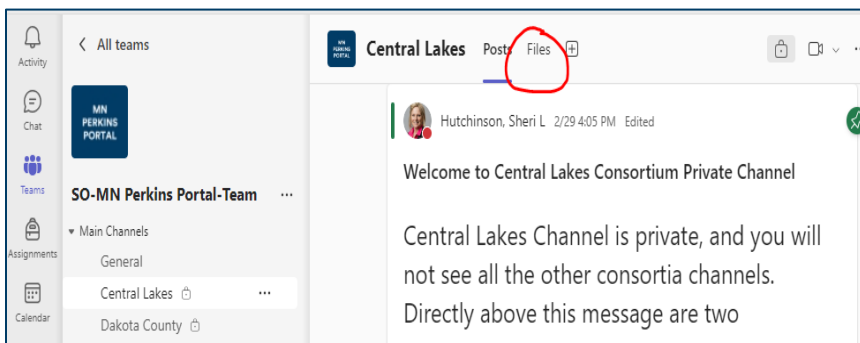 Activity
Chat
Teams
Assignments
Calendar
All teams
MN
PERKINS
PORTAL
SO-MN Perkins Portal-Team
Main Channels
General
Central Lakes
Dakota County
MN
PERKINS
PORTAL
Central Lakes Posts Files
Hutchinson, Sheri L 2/29 4:05 PM Edited
Welcome to Central Lakes Consortium Private Channel
Central Lakes Channel is private, and you will
not see all the other consortia channels.
Directly above this message are two